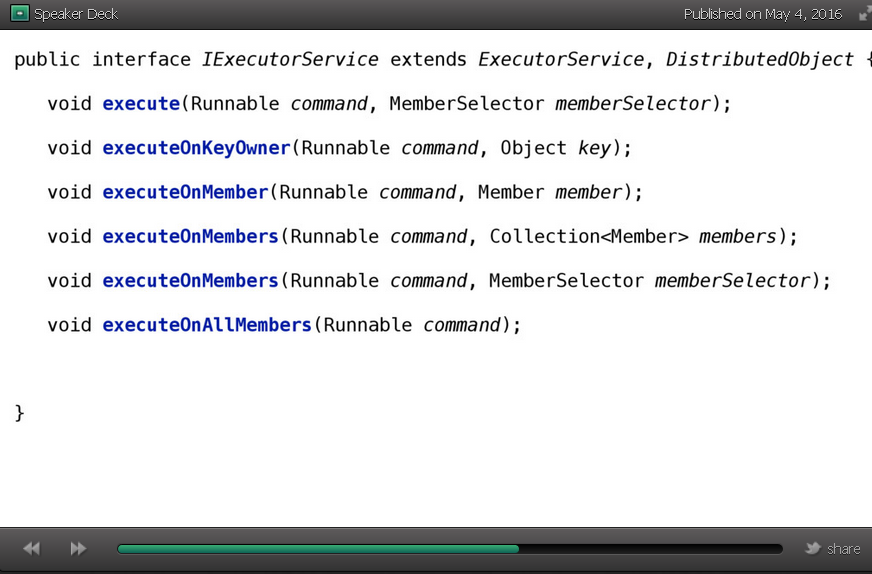 Speaker Deck
Published on May 4, 2016
public interface IExecutorService extends ExecutorService, DistributedObject {
void execute(Runnable command, MemberSelector memberSelector);
void executeOnKeyOwner(Runnable command, Object key);
void executeOnMember(Runnable command, Member member);
void executeOnMembers(Runnable command, Collection<Member> members);
void executeOnMembers(Runnable command, MemberSelector memberSelector);
void executeOnAllMembers(Runnable command);
}
share